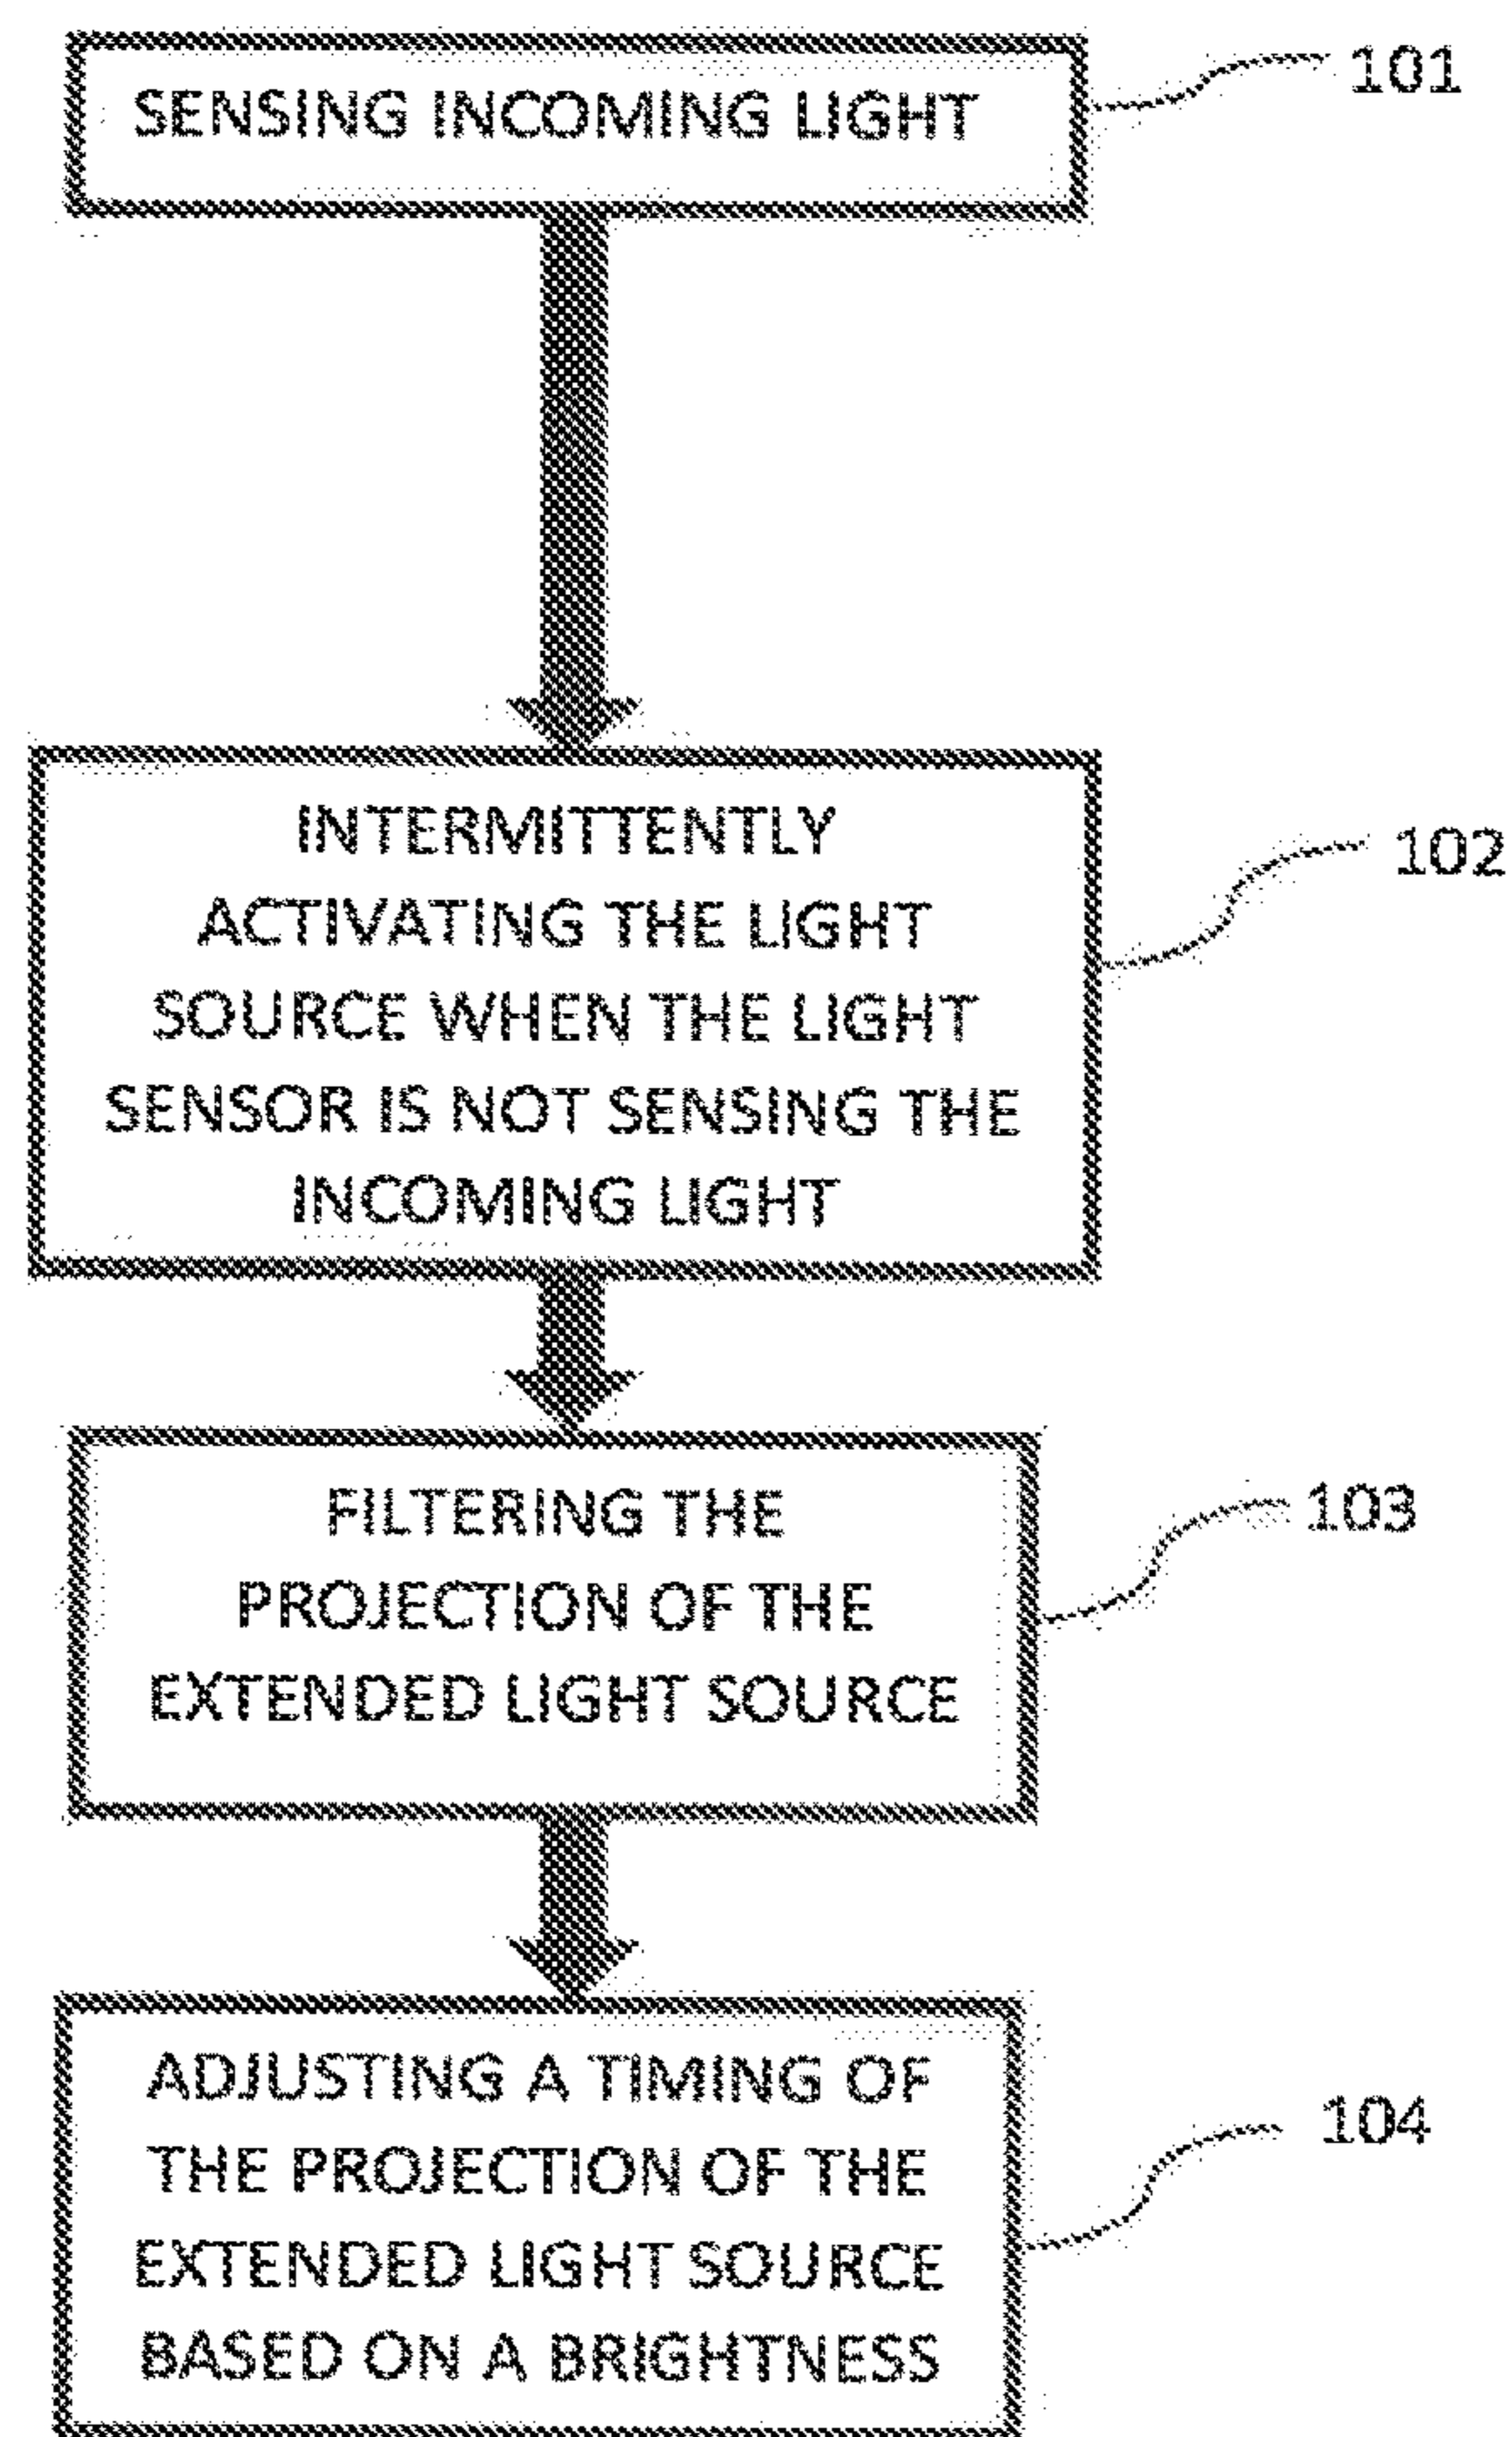 SENSING INCOMING LIGHT
101
INTERMITTENTLY
ACTIVATING THE LIGHT
SOURCE WHEN THE LIGHT
SENSOR IS NOT SENSING THE
INCOMING LIGHT
102
FILTERING THE
PROJECTION OF THE
EXTENDED LIGHT SOURCE
103
ADJUSTING A TIMING OF
THE PROJECTION OF THE
EXTENDED LIGHT SOURCE
BASED ON A BRIGHTNESS
104